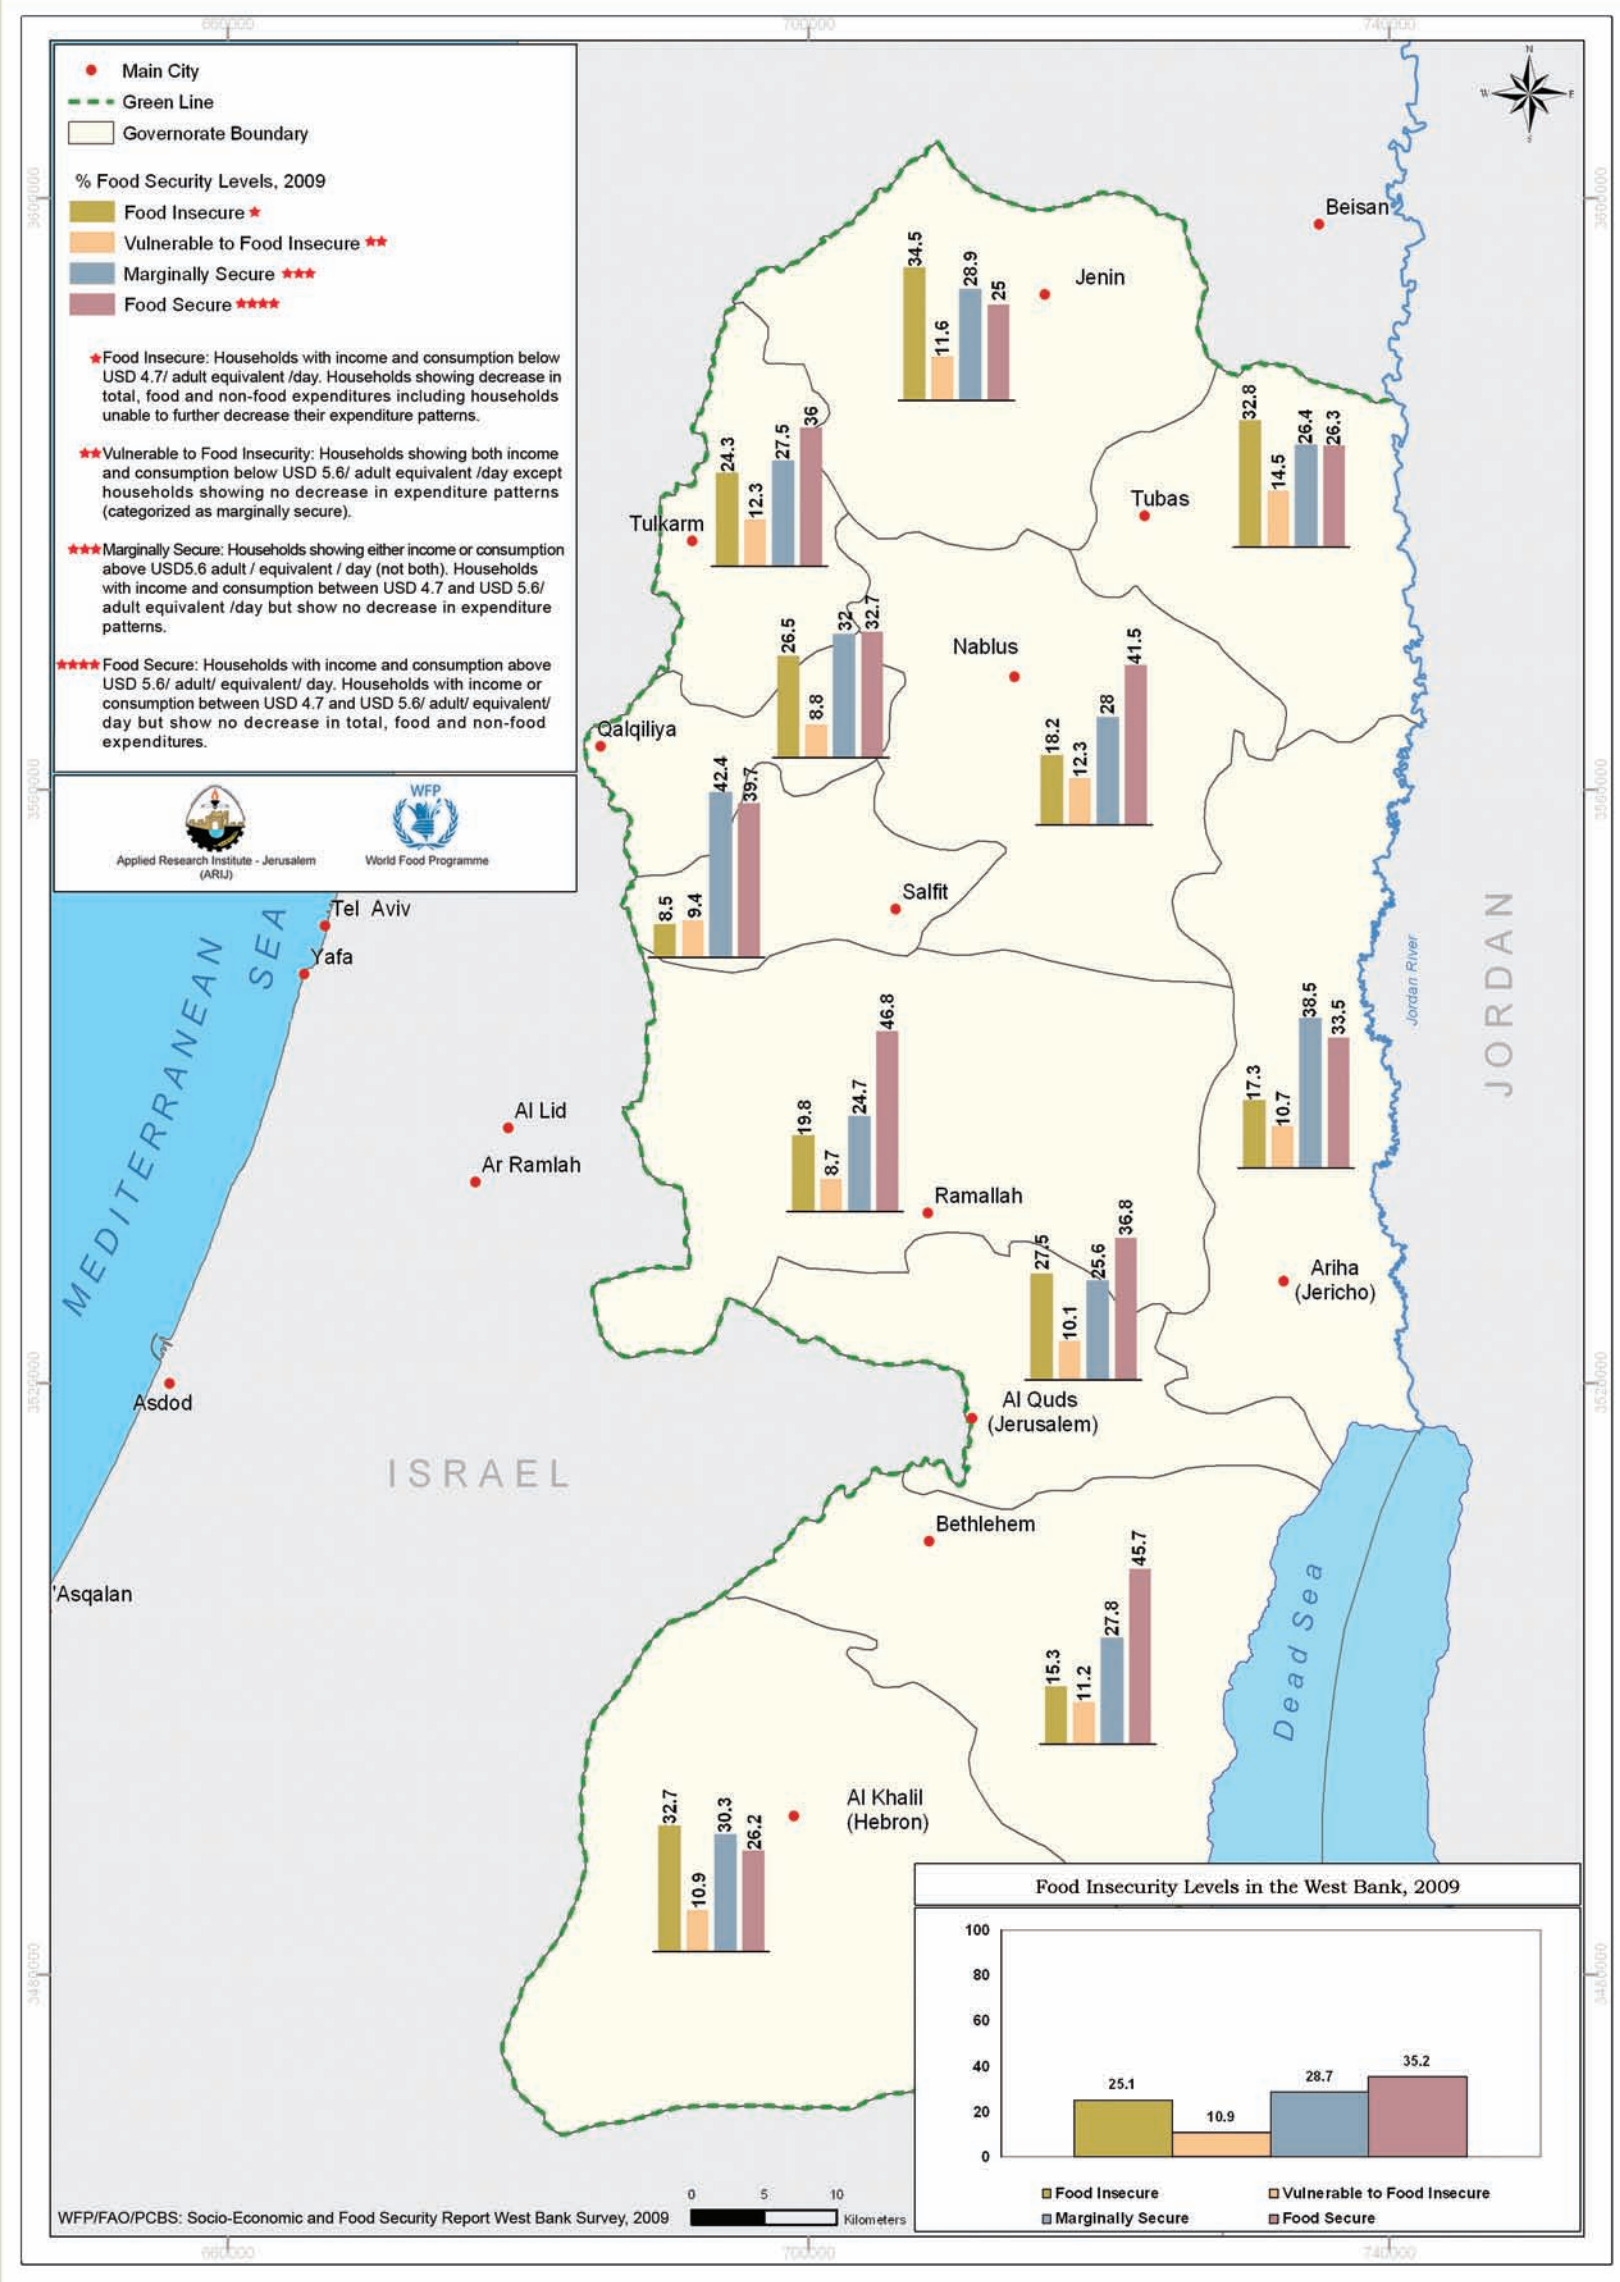 660000
700000
740000
Main City
Green Line
Governorate Boundary
% Food Security Levels, 2009
Food Insecure ★
Vulnerable to Food Insecure ★★
Marginally Secure ★★★
Food Secure ★★★★
★Food Insecure: Households with income and consumption below
USD 4.7/ adult equivalent /day. Households showing decrease in
total, food and non-food expenditures including households
unable to further decrease their expenditure patterns.
★★Vulnerable to Food Insecurity: Households showing both income
and consumption below USD 5.6/ adult equivalent /day except
households showing no decrease in expenditure patterns
(categorized as marginally secure).
★★★Marginally Secure: Households showing either income or consumption
above USD5.6 adult / equivalent / day (not both). Households
with income and consumption between USD 4.7 and USD 5.6/
adult equivalent /day but show no decrease in expenditure
patterns.
★★★★Food Secure: Households with income and consumption above
USD 5.6/ adult/ equivalent/ day. Households with income or
consumption between USD 4.7 and USD 5.6/ adult/ equivalent/
day but show no decrease in total, food and non-food
expenditures.
Applied Research Institute - Jerusalem
(ARIJ)
WFP
World Food Programme
N
W
E
S
3600000
3600000
Beisan
34.5
11.6
28.9
25
Jenin
32.8
14.5
26.4
26.3
Tubas
24.3
12.3
27.5
36
Tulkarm
26.5
8.8
32
32.7
Nablus
18.2
12.3
28
41.5
Qalqiliya
3560000
3560000
8.5
9.4
42.4
39.7
Salfit
Tel Aviv
Yafa
MEDITERRANEAN
SEA
Jordan River
JORDAN
17.3
10.7
38.5
33.5
19.8
8.7
24.7
46.8
Al Lid
Ar Ramlah
Ramallah
27.5
10.1
25.6
36.8
Ariha
(Jericho)
3520000
3520000
Asdod
Al Quds
(Jerusalem)
ISRAEL
Bethlehem
'Asqalan
15.3
11.2
27.8
45.7
Dead Sea
32.7
10.9
30.3
26.2
Al Khalil
(Hebron)
3480000
3480000
Food Insecurity Levels in the West Bank, 2009
100
80
60
40
20
0
25.1
10.9
28.7
35.2
Food Insecure
Vulnerable to Food Insecure
Marginally Secure
Food Secure
0
5
10
Kilometers
WFP/FAO/PCBS: Socio-Economic and Food Security Report West Bank Survey, 2009
660000
700000
740000